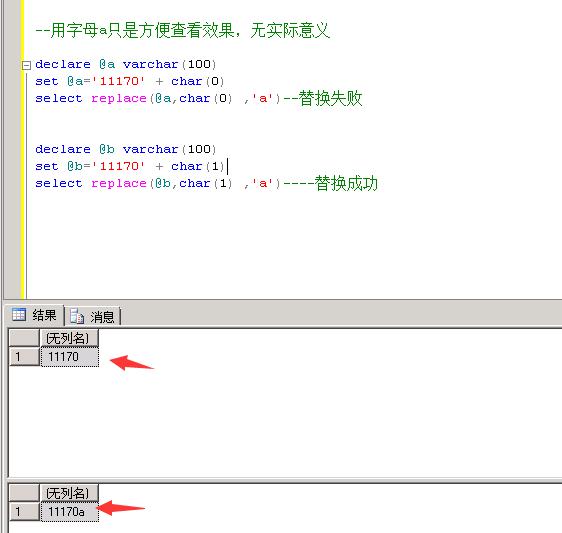 --用字母a只是方便查看效果，无实际意义
declare @a varchar(100)
set @a='11170' + char(0)
select replace(@a,char(0) ,'a')--替换失败
declare @b varchar(100)
set @b='11170' + char(1)
select replace(@b,char(1) ,'a')----替换成功
结果 消息
(无列名)
1 11170
(无列名)
1 11170a